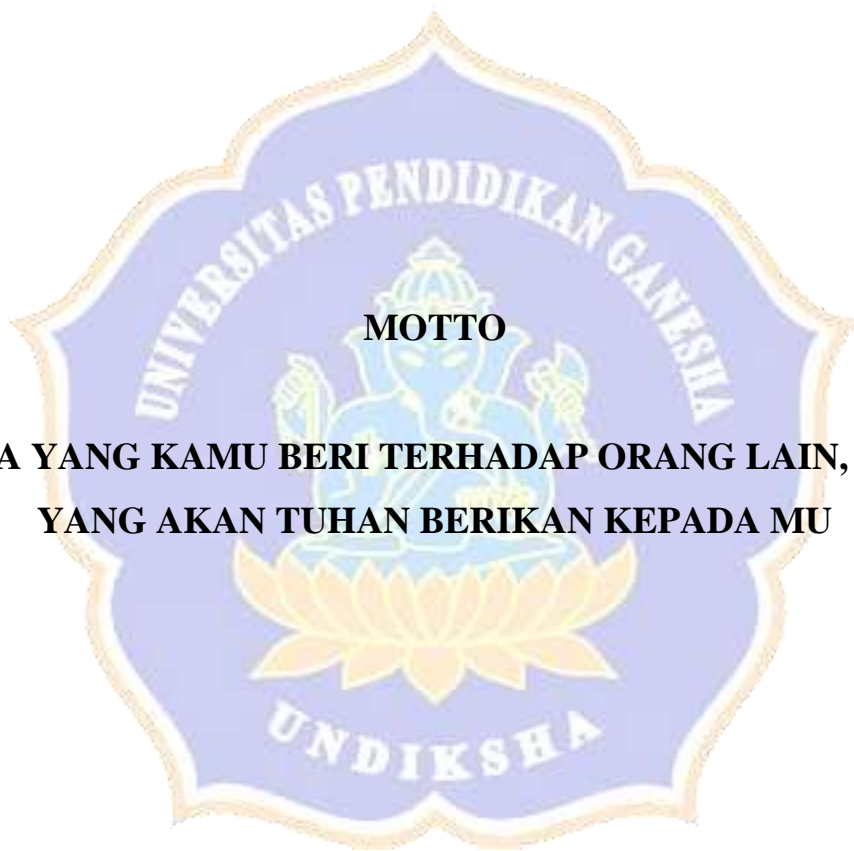 UNIVERSITAS PENDIDIKAN GANESHA
MOTTO
A YANG KAMU BERI TERHADAP ORANG LAIN,
YANG AKAN TUHAN BERIKAN KEPADA MU
UNDIKSHA